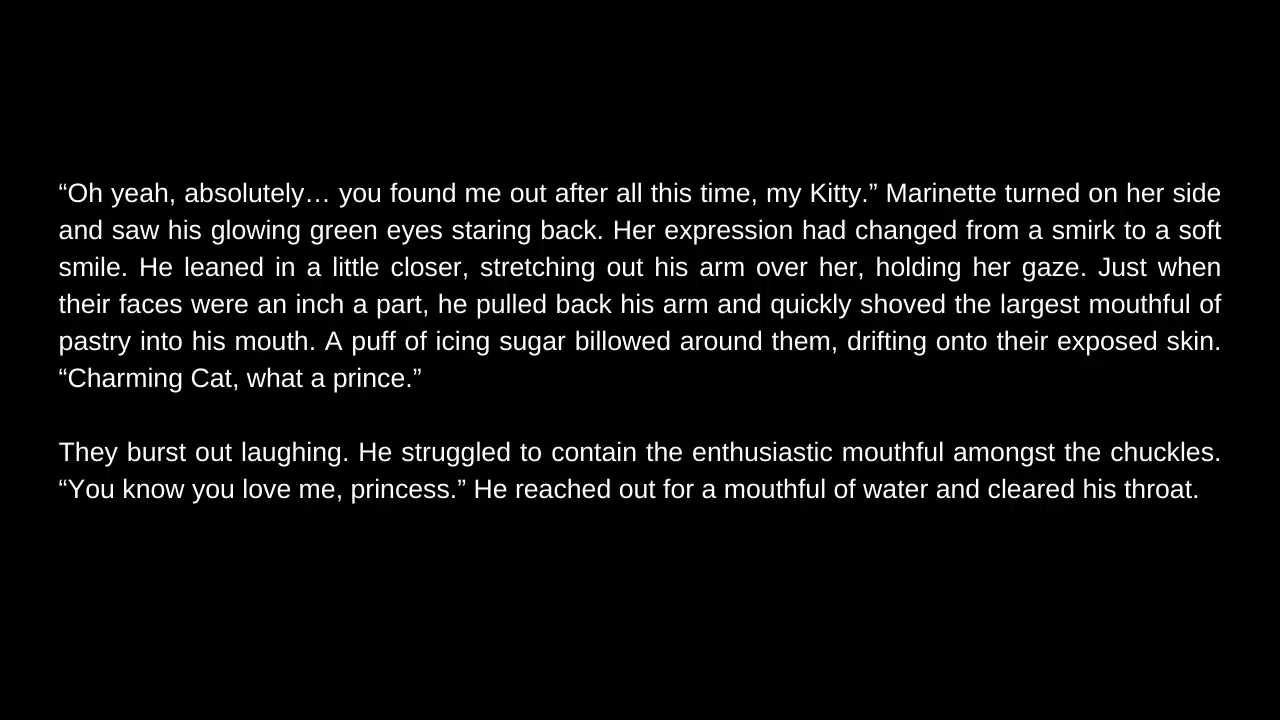 “Oh yeah, absolutely… you found me out after all this time, my Kitty.” Marinette turned on her side
and saw his glowing green eyes staring back. Her expression had changed from a smirk to a soft
smile. He leaned in a little closer, stretching out his arm over her, holding her gaze. Just when
their faces were an inch a part, he pulled back his arm and quickly shoved the largest mouthful of
pastry into his mouth. A puff of icing sugar billowed around them, drifting onto their exposed skin.
“Charming Cat, what a prince.”
They burst out laughing. He struggled to contain the enthusiastic mouthful amongst the chuckles.
“You know you love me, princess.” He reached out for a mouthful of water and cleared his throat.